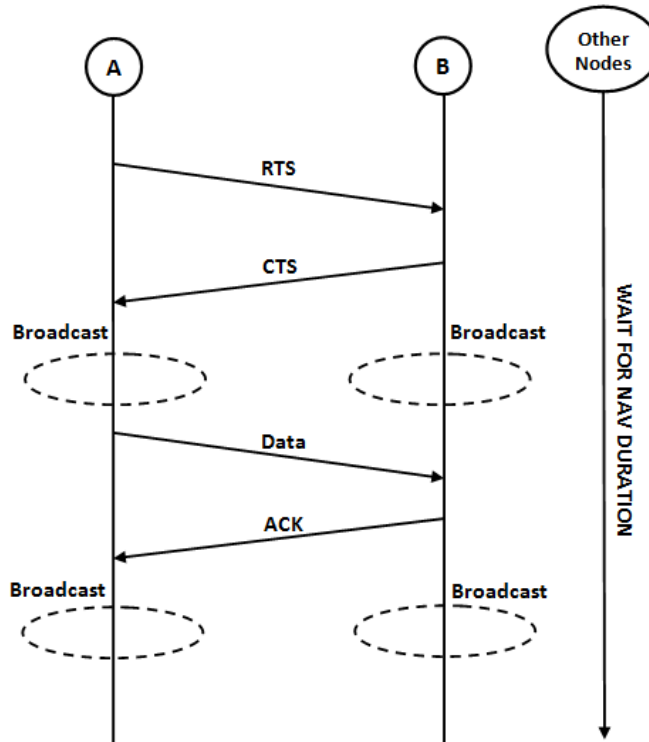 A
B
Other
Nodes
RTS
CTS
Broadcast
Broadcast
Data
ACK
Broadcast
Broadcast
WAIT FOR NAV DURATION